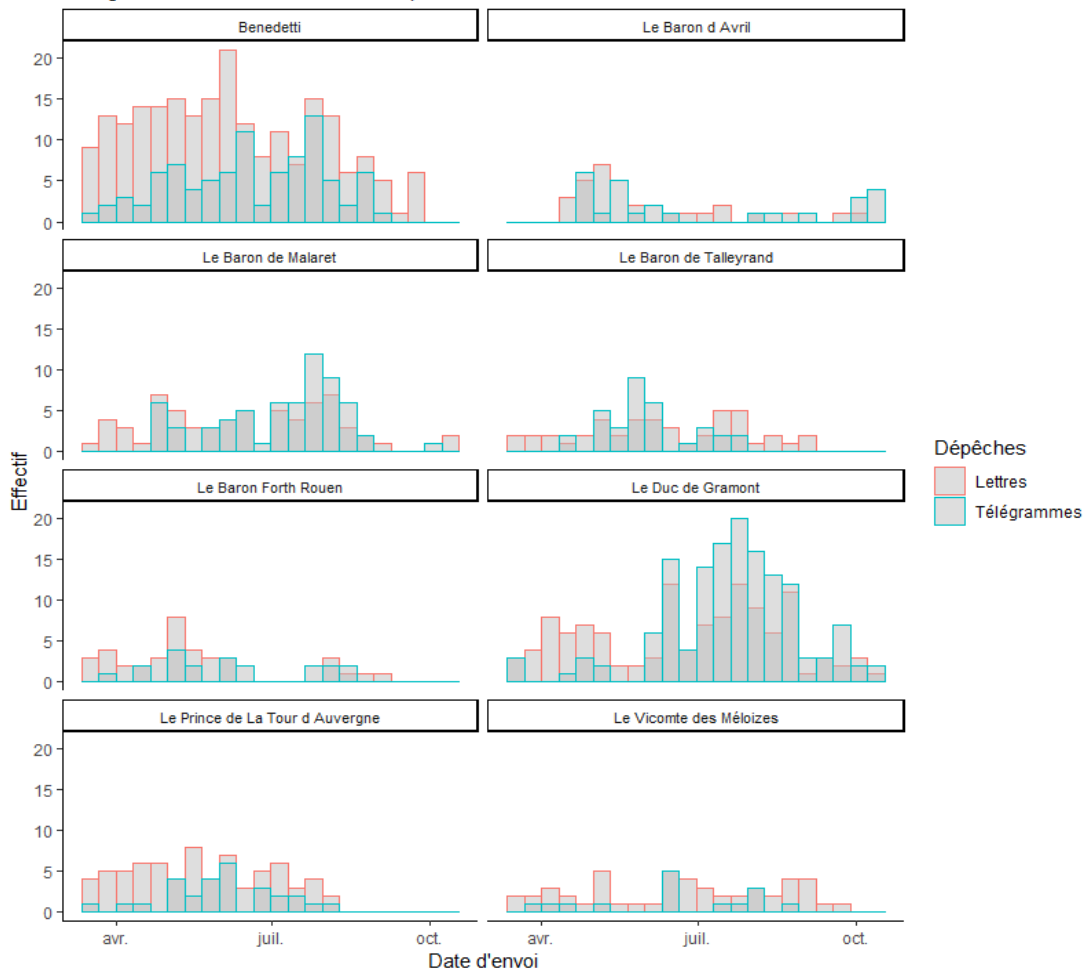 Benedetti
Le Baron d Avril
20
15
10
5
0
Le Baron de Malaret
Le Baron de Talleyrand
20
15
10
5
0
Le Baron Forth Rouen
Le Duc de Gramont
20
15
10
5
0
Le Prince de La Tour d Auvergne
Le Vicomte des Méloizes
20
15
10
5
0
Effectif
avr.
juil.
oct.
avr.
juil.
oct.
Date d'envoi
Dépêches
Lettres
Télégrammes